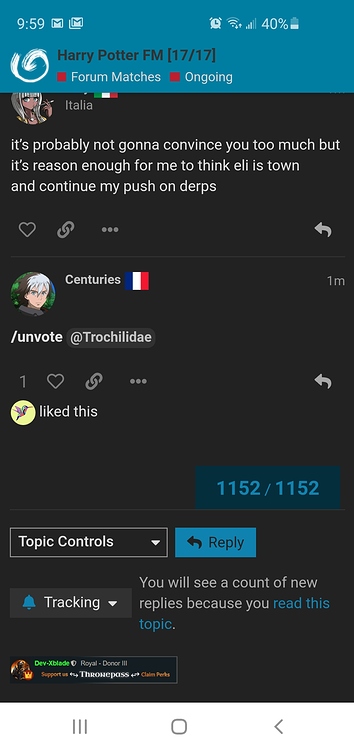 9:59
40%
Harry Potter FM [17/17]
Forum Matches Ongoing
Italia
it's probably not gonna convince you too much but
it's reason enough for me to think eli is town
and continue my push on derps
Centuries 1m
/unvote @Trochilidae
1
liked this
1152 / 1152
Topic Controls Reply
You will see a count of new
Tracking replies because you read this
topic.
Dev-Xblade Royal - Donor III
Support us Thronepass Claim Perks